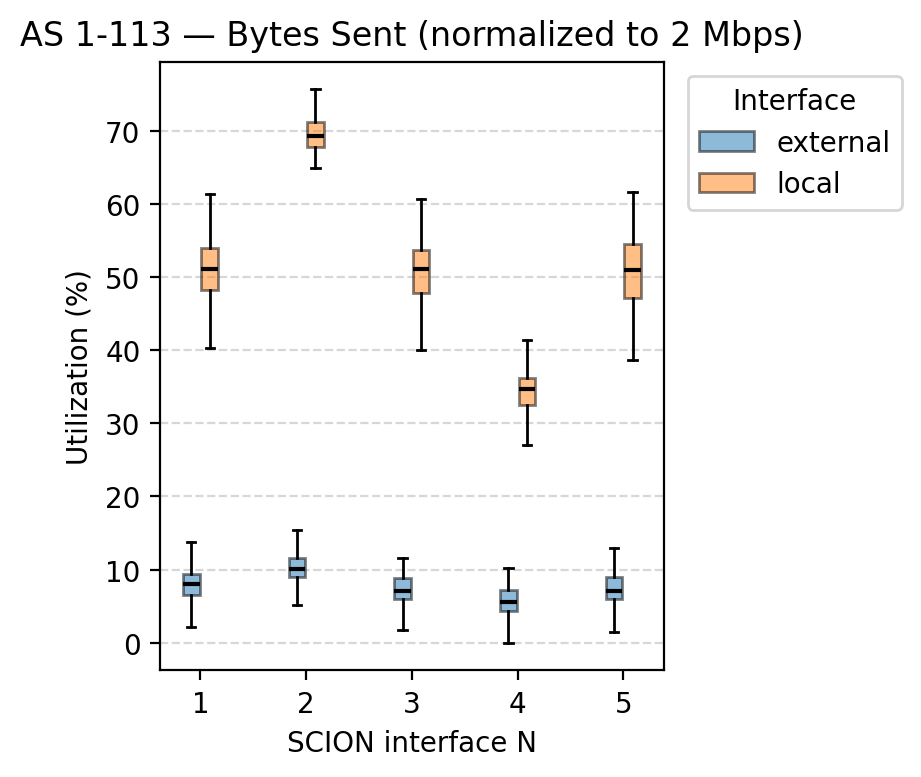 AS 1-113 — Bytes Sent (normalized to 2 Mbps)
Interface
external
local
Utilization (%)
70
60
50
40
30
20
10
0
1 2 3 4 5
SCION interface N